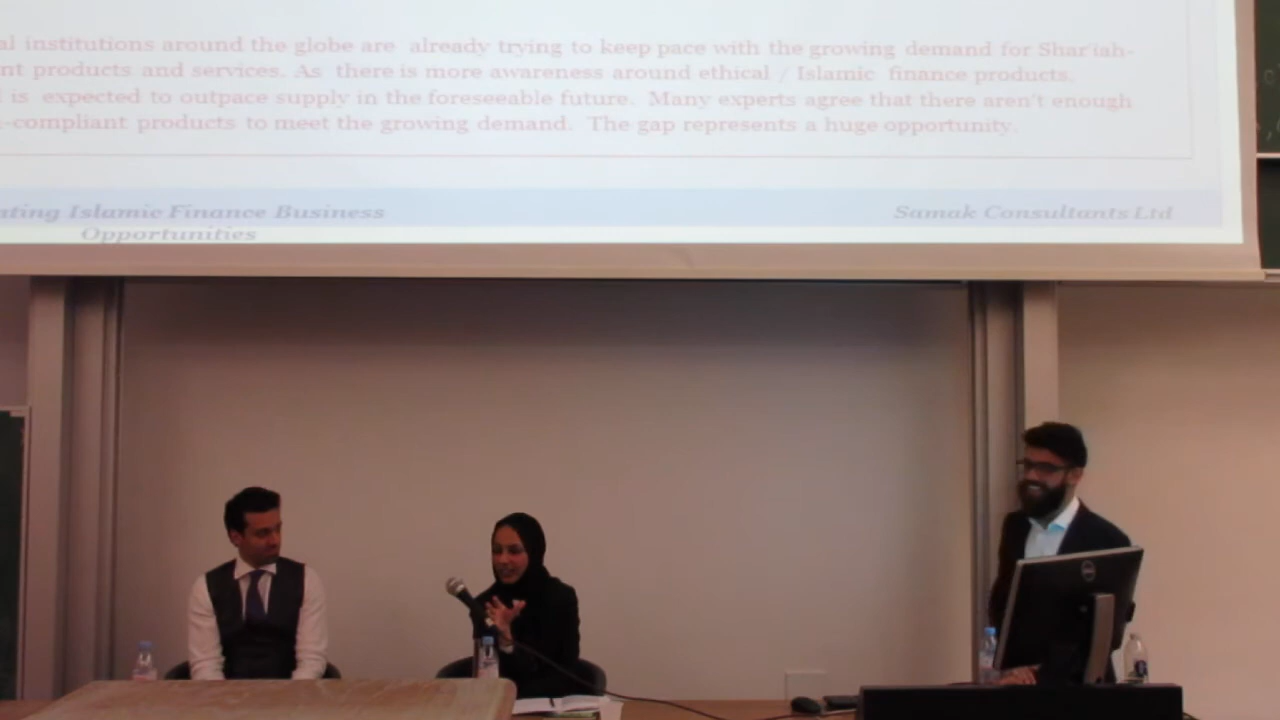 al institutions around the globe are already trying to keep pace with the growing demand for Shar'iah-
nt products and services. As there is more awareness around ethical / Islamic finance products.
l is expected to outpace supply in the foreseeable future. Many experts agree that there aren't enough
-compliant products to meet the growing demand. The gap represents a huge opportunity.
ating Islamic Finance Business
Opportunities
Samak Consultants Ltd